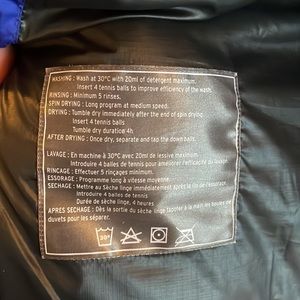 WASHING : Wash at 30°C with 20ml of detergent maximum.
Insert 4 tennis balls to improve efficiency of the wash.
RINSING : Minimum 5 rinses.
SPIN DRYING : Long program at medium speed.
DRYING : Tumble dry immediately after the end of spin drying.
Insert 4 tennis balls
Tumble dry duration 4h
AFTER DRYING : Once dry, separate and tap the down balls.
LAVAGE : En machine à 30°C avec 20ml de lessive maximum.
Introduire 4 balles de tennis pour améliorer l'efficacité du lavage.
RINCAGE : Effectuer 5 rinçages minimum.
ESSORAGE : Programme long à vitesse moyenne.
SECHAGE : Mettre au Sèche linge immédiatement après la fin de l'essorage
Introduire 4 balles de tennis
Durée de sèche linge, 4 heures
APRES SECHAGE : Dès la sortie du sèche linge tapoter à la main les boules de
duvets pour les séparer.
30°